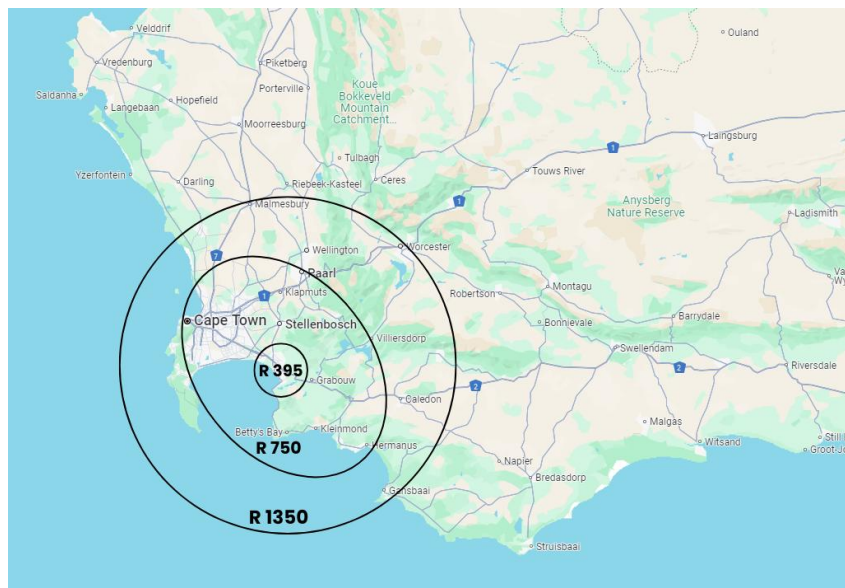 Velddrif
Ouland
Vredenburg
Piketberg
Porterville
Saldanha
Hopefield
Koue
Bokkeveld
Mountain
Catchment...
Langebaan
Moorreesburg
Laingsburg
1
Tulbagh
Touws River
Yzerfontein
Darling
Riebeek-Kasteel
Ceres
Anysberg
Nature Reserve
Malmesbury
1
Ladismith
Wellington
Worcester
7
Paarl
Klapmuts
1
Robertson
Montagu
Cape Town
Stellenbosch
Bonnievale
Barrydale
Villiersdorp
Swellendam
R 395
Grabouw
2
Riversdale
2
Caledon
Betty's Bay
Kleinmond
Malgas
Hermanus
Witsand
R 750
Napier
Bredasdorp
Gansbaai
R 1350
Struisbaai